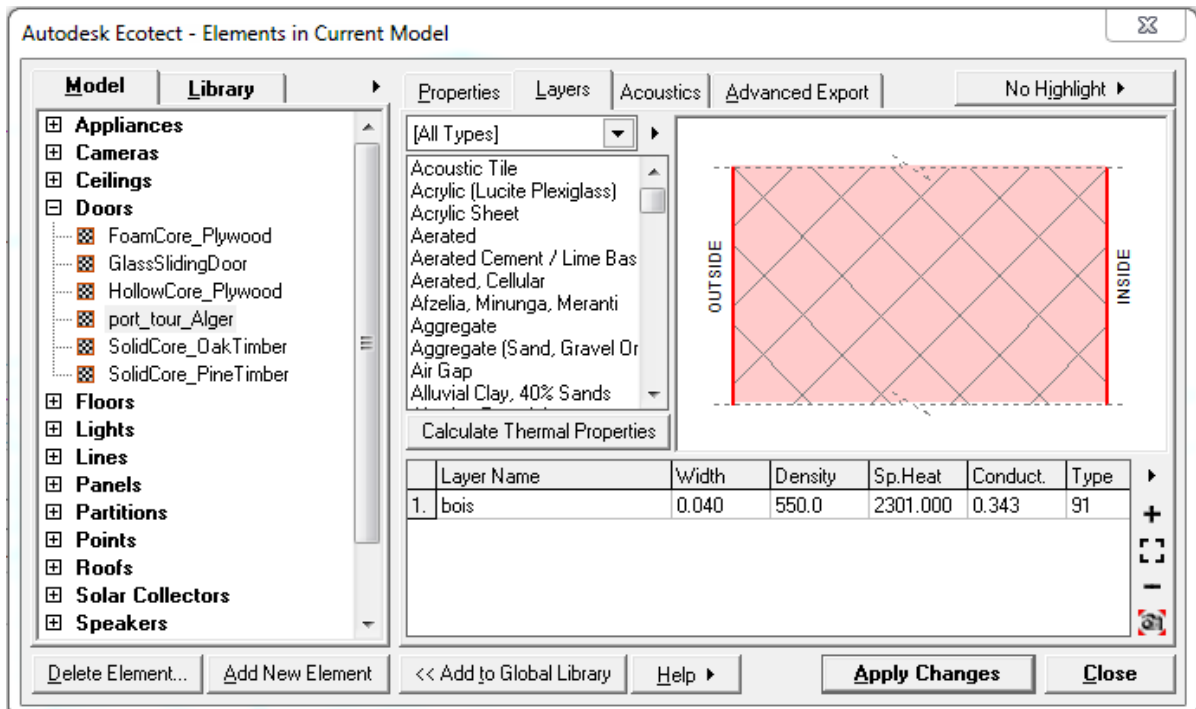 Autodesk Ecotect - Elements in Current Model
Model Library
Appliances
Cameras
Ceilings
Doors
FoamCore_Plywood
GlassSlidingDoor
HollowCore_Plywood
port_tour_Alger
SolidCore_OakTimber
SolidCore_PineTimber
Floors
Lights
Lines
Panels
Partitions
Points
Roofs
Solar Collectors
Speakers
Properties Layers Acoustics Advanced Export
No Highlight
[All Types]
Acoustic Tile
Acrylic (Lucite Plexiglass)
Acrylic Sheet
Aerated
Aerated Cement / Lime Bas
Aerated, Cellular
Afzelia, Minunga, Meranti
Aggregate
Aggregate (Sand, Gravel Or
Air Gap
Alluvial Clay, 40% Sands
Calculate Thermal Properties
OUTSIDE
INSIDE
Layer Name Width Density Sp.Heat Conduct. Type
1. bois 0.040 550.0 2301.000 0.343 91
Delete Element... Add New Element << Add to Global Library Help Apply Changes Close